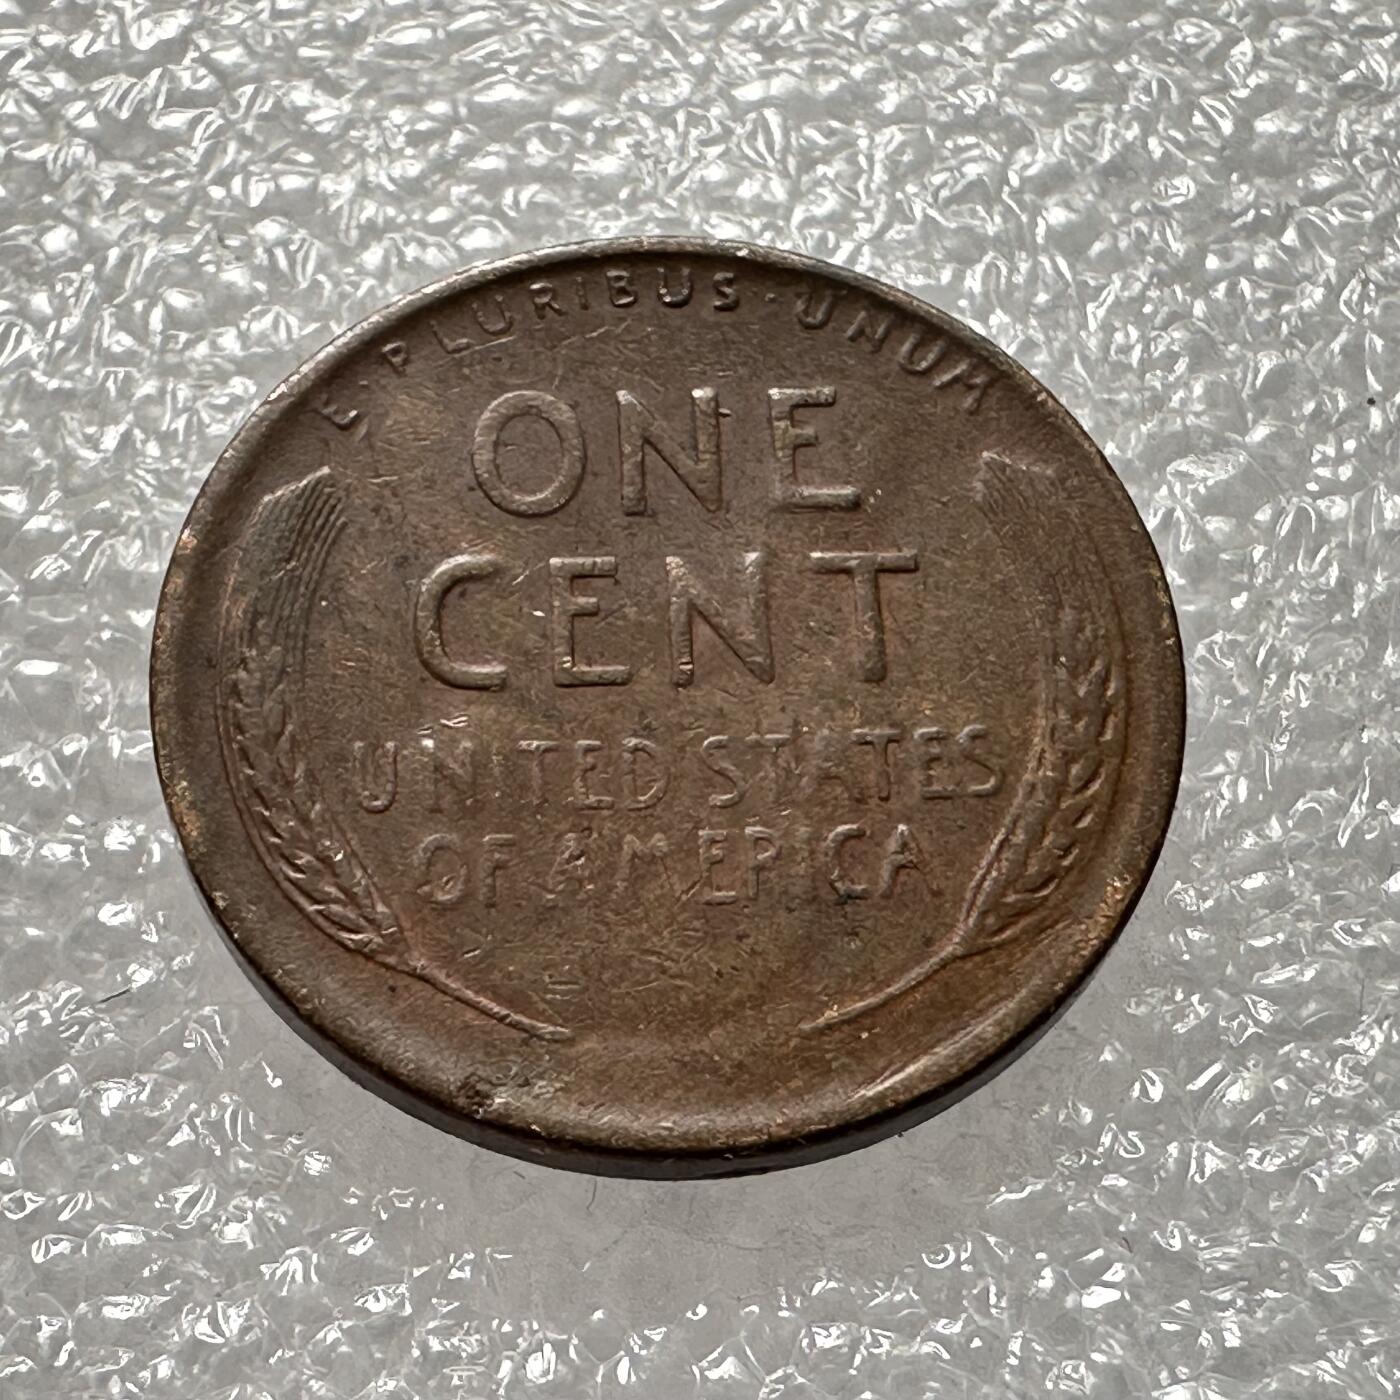 E·PLURIBUS·UNUM
ONE
CENT
UNITED STATES
OF AMERICA